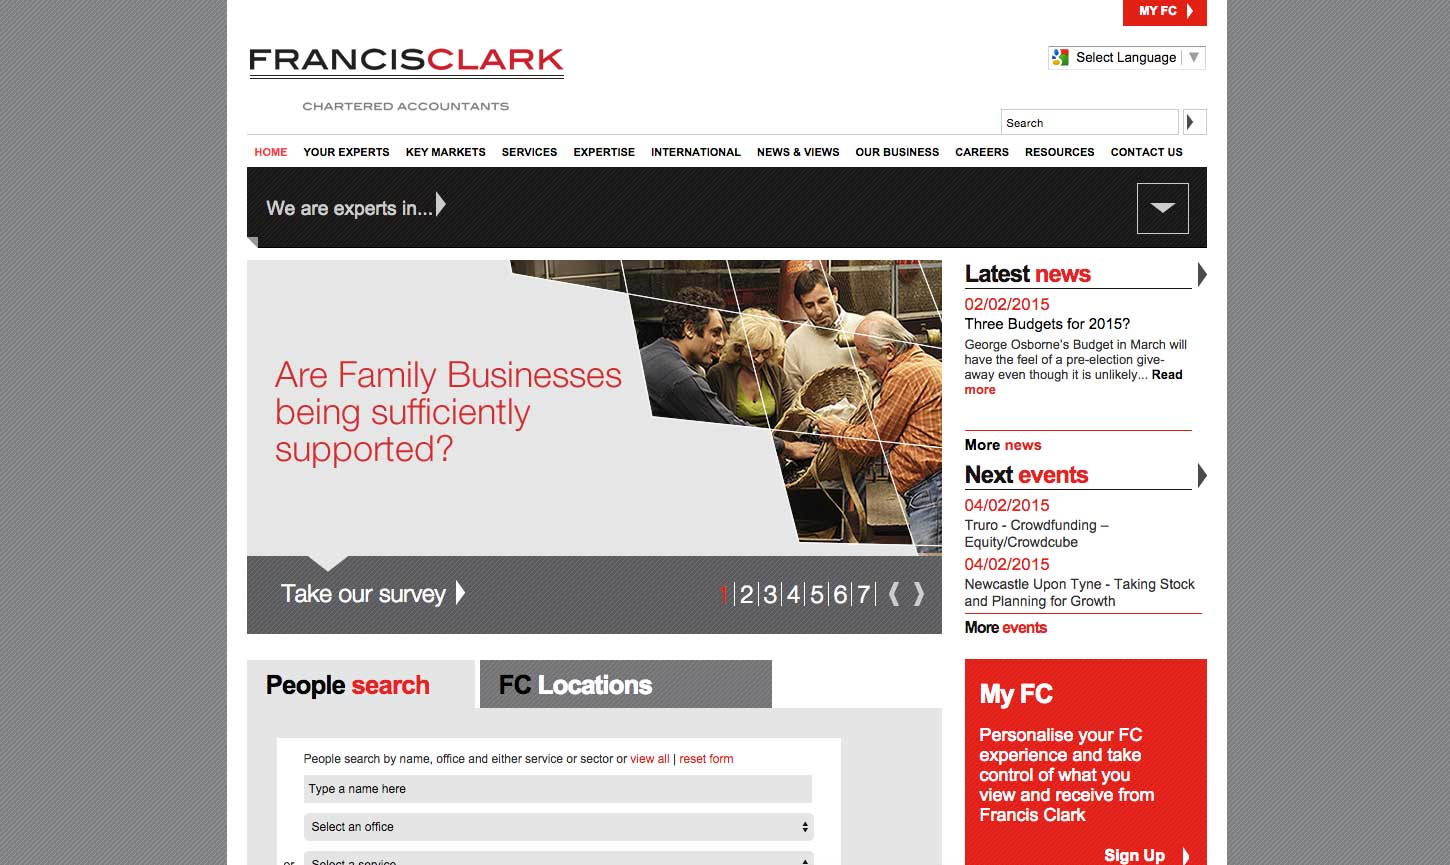 MY FC
FRANCISCLARK
CHARTERED ACCOUNTANTS
Select Language
Search
HOME YOUR EXPERTS KEY MARKETS SERVICES EXPERTISE INTERNATIONAL NEWS & VIEWS OUR BUSINESS CAREERS RESOURCES CONTACT US
We are experts in...
Are Family Businesses
being sufficiently
supported?
Take our survey
1 2 3 4 5 6 7
Latest news
02/02/2015
Three Budgets for 2015?
George Osborne's Budget in March will
have the feel of a pre-election give-
away even though it is unlikely... Read
more
More news
Next events
04/02/2015
Truro - Crowdfunding –
Equity/Crowdcube
04/02/2015
Newcastle Upon Tyne - Taking Stock
and Planning for Growth
More events
People search
FC Locations
People search by name, office and either service or sector or view all | reset form
Type a name here
Select an office
or Select a service
My FC
Personalise your FC
experience and take
control of what you
view and receive from
Francis Clark
Sign Up